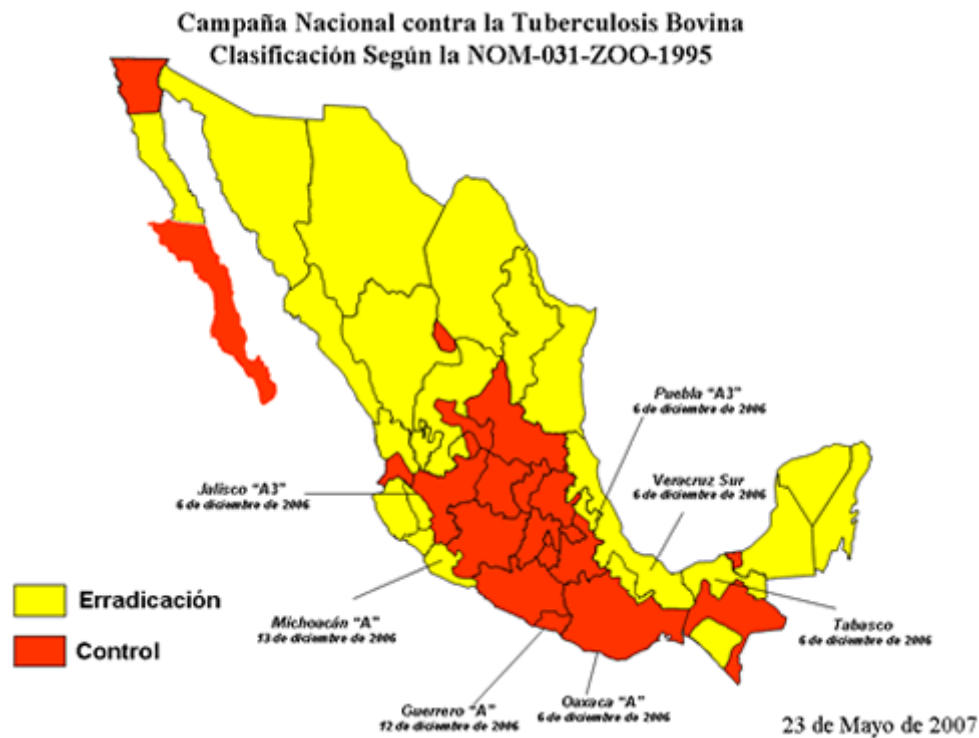 Campaña Nacional contra la Tuberculosis Bovina
Clasificación Según la NOM-031-ZOO-1995
Puebla “A3”
6 de diciembre de 2006
Veracruz Sur
6 de diciembre de 2006
Jalisco “A3”
6 de diciembre de 2006
Erradicación
Control
Michoacán “A”
13 de diciembre de 2006
Tabasco
6 de diciembre de 2006
Guerrero “A”
12 de diciembre de 2006
Oaxaca “A”
6 de diciembre de 2006
23 de Mayo de 2007